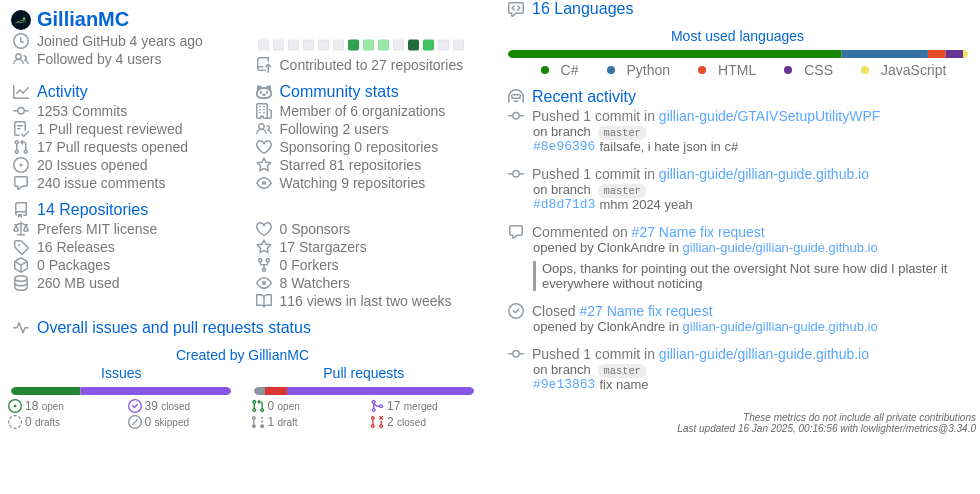 GillianMC
Joined GitHub 4 years ago
Followed by 4 users
Contributed to 27 repositories
Activity
1253 Commits
1 Pull request reviewed
17 Pull requests opened
20 Issues opened
240 issue comments
Community stats
Member of 6 organizations
Following 2 users
Sponsoring 0 repositories
Starred 81 repositories
Watching 9 repositories
14 Repositories
Prefers MIT license
16 Releases
0 Packages
260 MB used
0 Sponsors
17 Stargazers
0 Forkers
8 Watchers
116 views in last two weeks
Overall issues and pull requests status
Created by GillianMC
Issues
18 open
39 closed
0 drafts
0 skipped
Pull requests
0 open
17 merged
1 draft
2 closed
16 Languages
Most used languages
C# Python HTML CSS JavaScript
Recent activity
Pushed 1 commit in gillian-guide/GTAIVSetupUtilityWPF
on branch master
#8e96396 failsafe, i hate json in c#
Pushed 1 commit in gillian-guide/gillian-guide.github.io
on branch master
#d8d71d3 mhm 2024 yeah
Commented on #27 Name fix request
opened by ClonkAndre in gillian-guide/gillian-guide.github.io
Oops, thanks for pointing out the oversight Not sure how did I plaster it
everywhere without noticing
Closed #27 Name fix request
opened by ClonkAndre in gillian-guide/gillian-guide.github.io
Pushed 1 commit in gillian-guide/gillian-guide.github.io
on branch master
#9e13863 fix name
These metrics do not include all private contributions
Last updated 16 Jan 2025, 00:16:56 with lowlighter/metrics@3.34.0